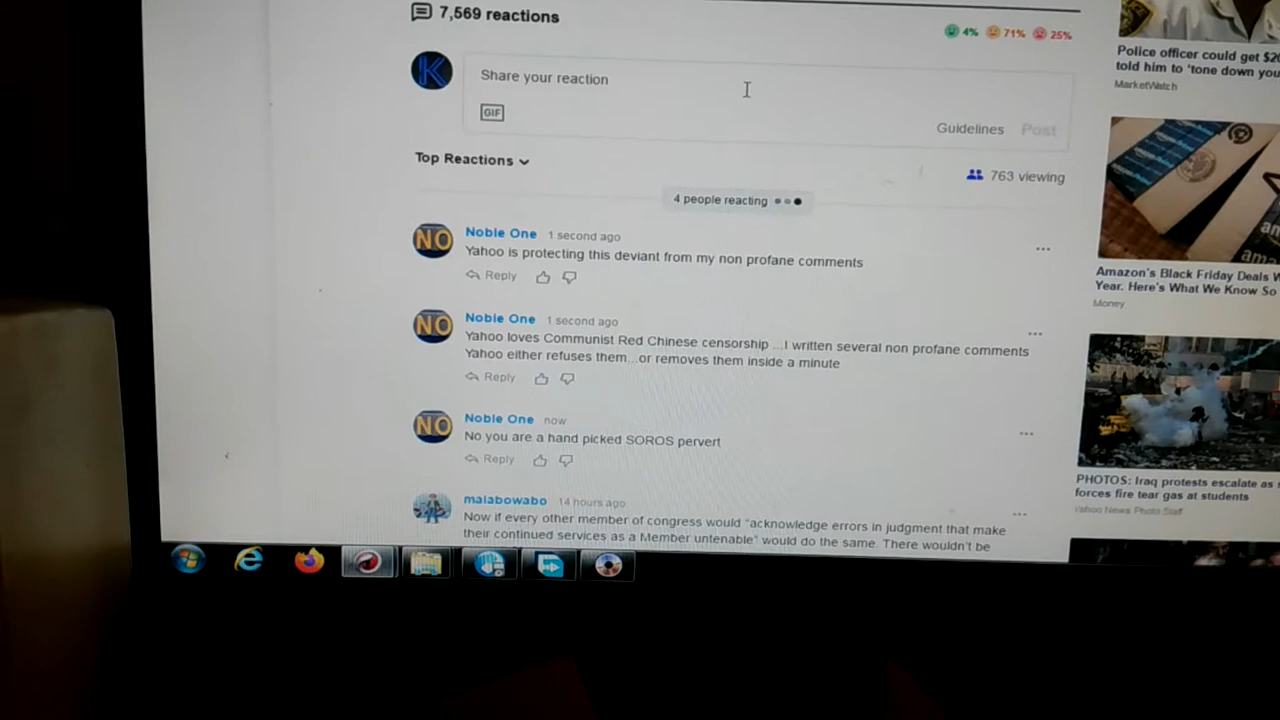 7,569 reactions
4% 71% 25%
K
Share your reaction
GIF
Guidelines Post
Top Reactions
763 viewing
4 people reacting
NO
Noble One 1 second ago
Yahoo is protecting this deviant from my non profane comments
Reply
NO
Noble One 1 second ago
Yahoo loves Communist Red Chinese censorship ...I written several non profane comments
Yahoo either refuses them...or removes them inside a minute
Reply
NO
Noble One now
No you are a hand picked SOROS pervert
Reply
malabowabo 14 hours ago
Now if every other member of congress would "acknowledge errors in judgment that make
their continued services as a Member untenable" would do the same. There wouldn't be
Police officer could get $20
told him to 'tone down you
MarketWatch
Amazon's Black Friday Deals W
Year. Here's What We Know So
Money
PHOTOS: Iraq protests escalate as s
forces fire tear gas at students
Yahoo News Photo Staff